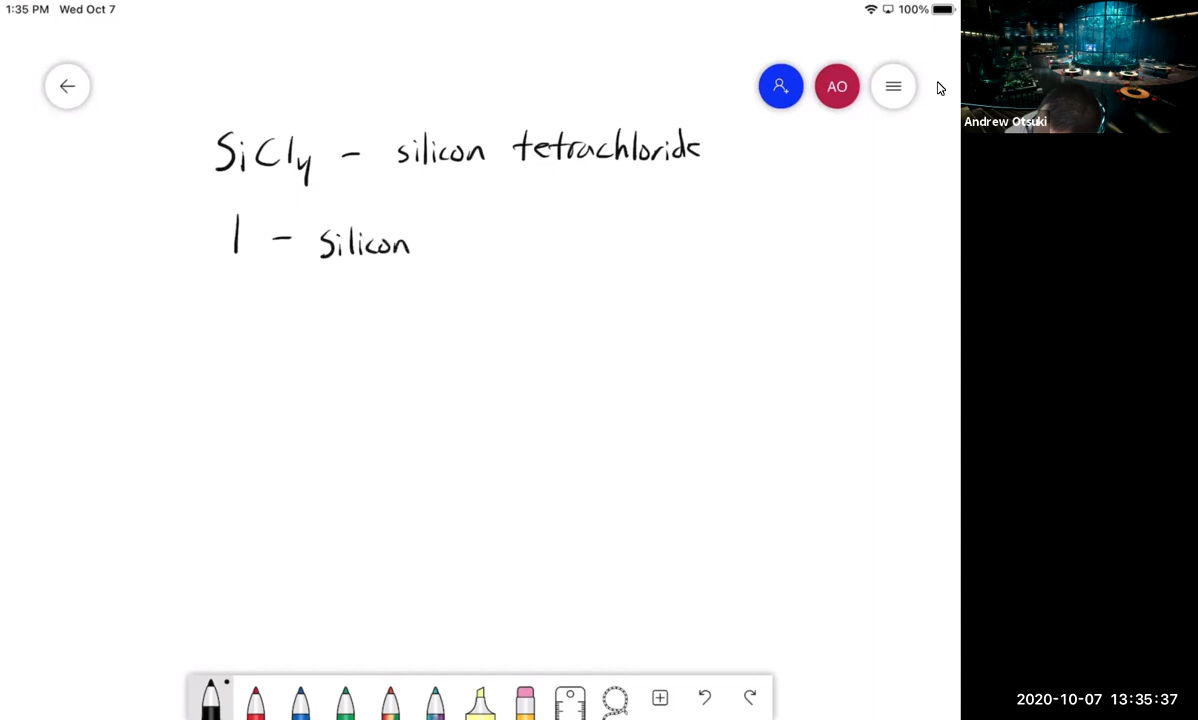 1:35 PM Wed Oct 7
100%
AO
SiCl4 - silicon tetrachloride
Andrew Otsuki
1 - silicon
2020-10-07 13:35:37